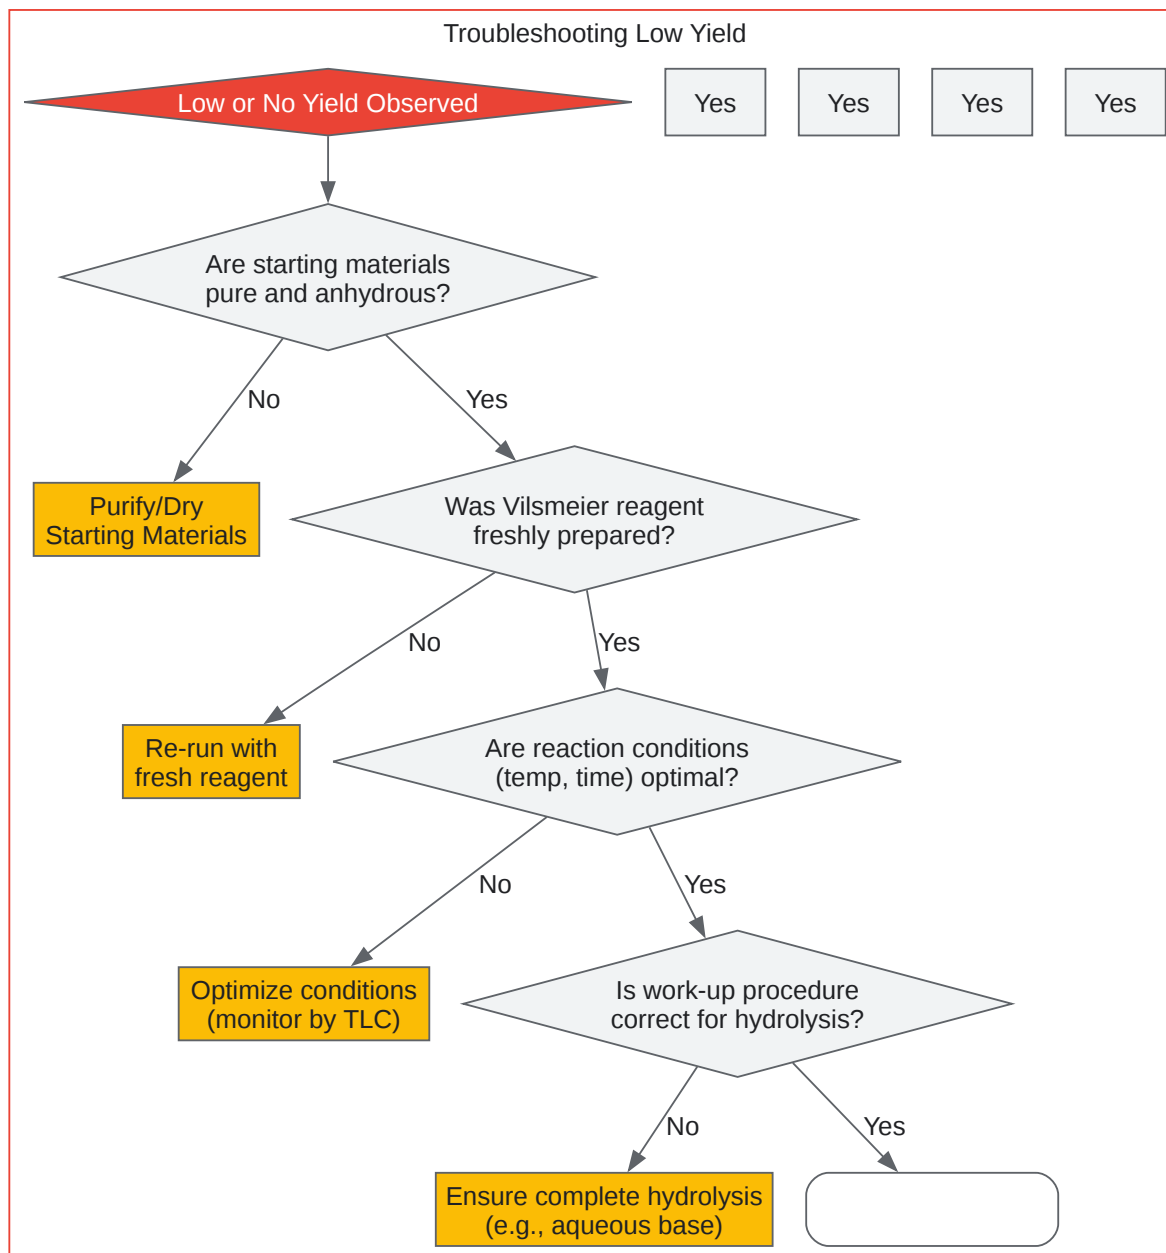 Troubleshooting Low Yield
Low or No Yield Observed
Yes
Yes
Yes
Yes
Are starting materials
pure and anhydrous?
No
Yes
Purify/Dry
Starting Materials
Was Vilsmeier reagent
freshly prepared?
No
Yes
Re-run with
fresh reagent
Are reaction conditions
(temp, time) optimal?
No
Yes
Optimize conditions
(monitor by TLC)
Is work-up procedure
correct for hydrolysis?
No
Yes
Ensure complete hydrolysis
(e.g., aqueous base)